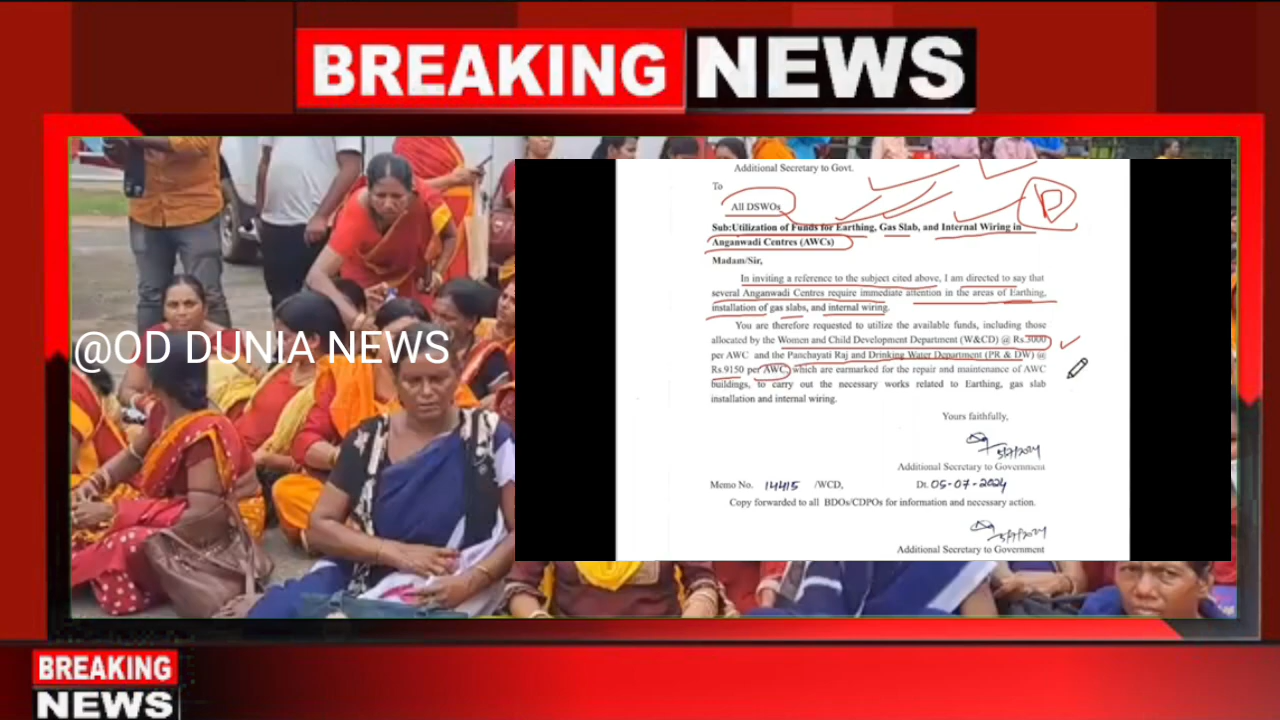 BREAKING NEWS
@OD DUNIA NEWS
Additional Secretary to Govt.
To
All DSWOs
Sub:Utilization of Funds for Earthing, Gas Slab, and Internal Wiring in
Anganwadi Centres (AWCs)
Madam/Sir,
In inviting a reference to the subject cited above, I am directed to say that
several Anganwadi Centres require immediate attention in the areas of Earthing,
installation of gas slabs, and internal wiring.
You are therefore requested to utilize the available funds, including those
allocated by the Women and Child Development Department (W&CD) @ Rs.3000
per AWC and the Panchayati Raj and Drinking Water Department (PR & DW) @
Rs.9150 per AWC, which are earmarked for the repair and maintenance of AWC
buildings, to carry out the necessary works related to Earthing, gas slab
installation and internal wiring.
Yours faithfully,
5/7/2024
Additional Secretary to Government
Memo No. 14415 /WCD, Dt. 05-07-2024
Copy forwarded to all BDOs/CDPOs for information and necessary action.
5/7/2024
Additional Secretary to Government
BREAKING
NEWS